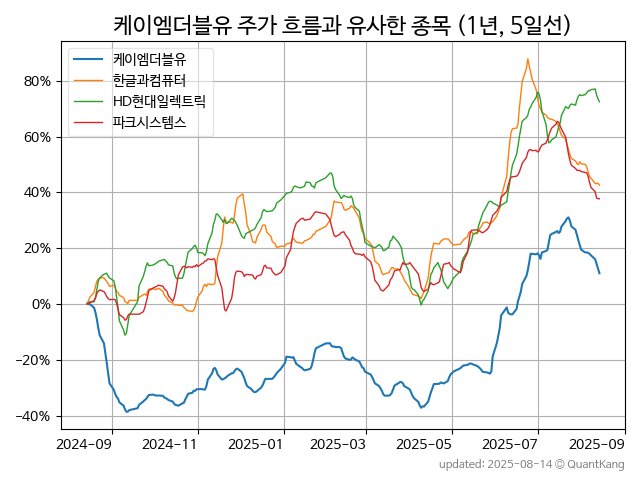 케이엠더블유 주가 흐름과 유사한 종목 (1년, 5일선)
케이엠더블유
한글과컴퓨터
HD현대일렉트릭
파크시스템스
80%
60%
40%
20%
0%
−20%
−40%
2024-09 2024-11 2025-01 2025-03 2025-05 2025-07 2025-09
updated: 2025-08-14 © QuantKang